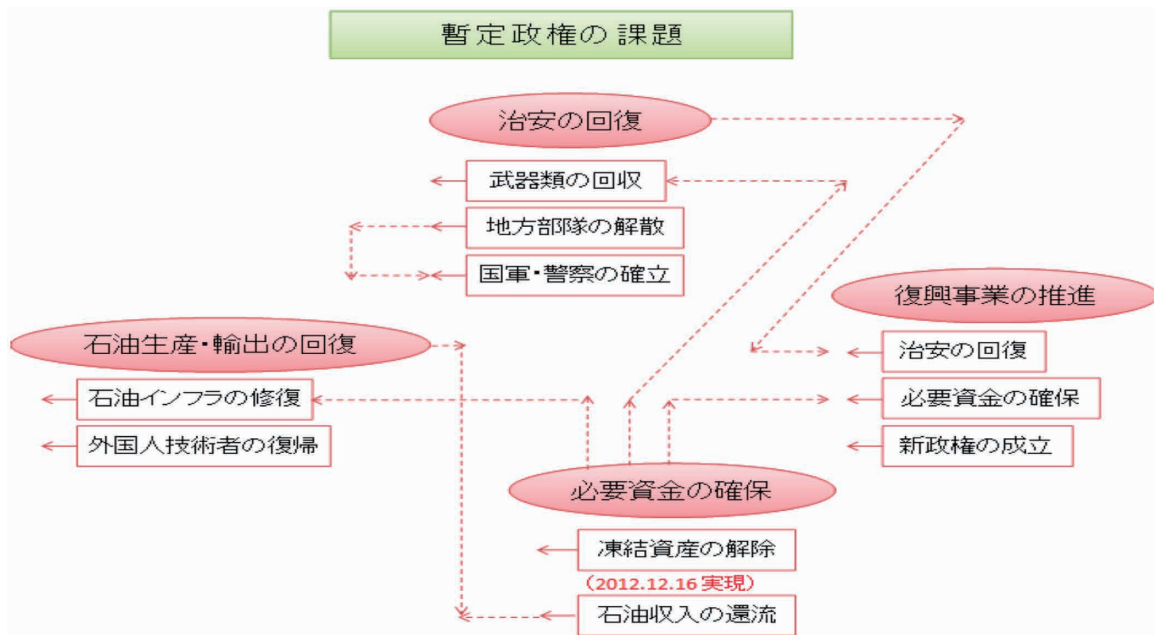 暫定政権の課題
治安の回復
武器類の回収
地方部隊の解散
国軍・警察の確立
復興事業の推進
治安の回復
必要資金の確保
新政権の成立
石油生産・輸出の回復
石油インフラの修復
外国人技術者の復帰
必要資金の確保
凍結資産の解除
（2012.12.16 実現）
石油収入の還流